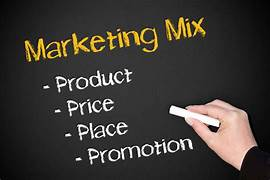 Marketing Mix
- Product
- Price
- Place
- Promotion